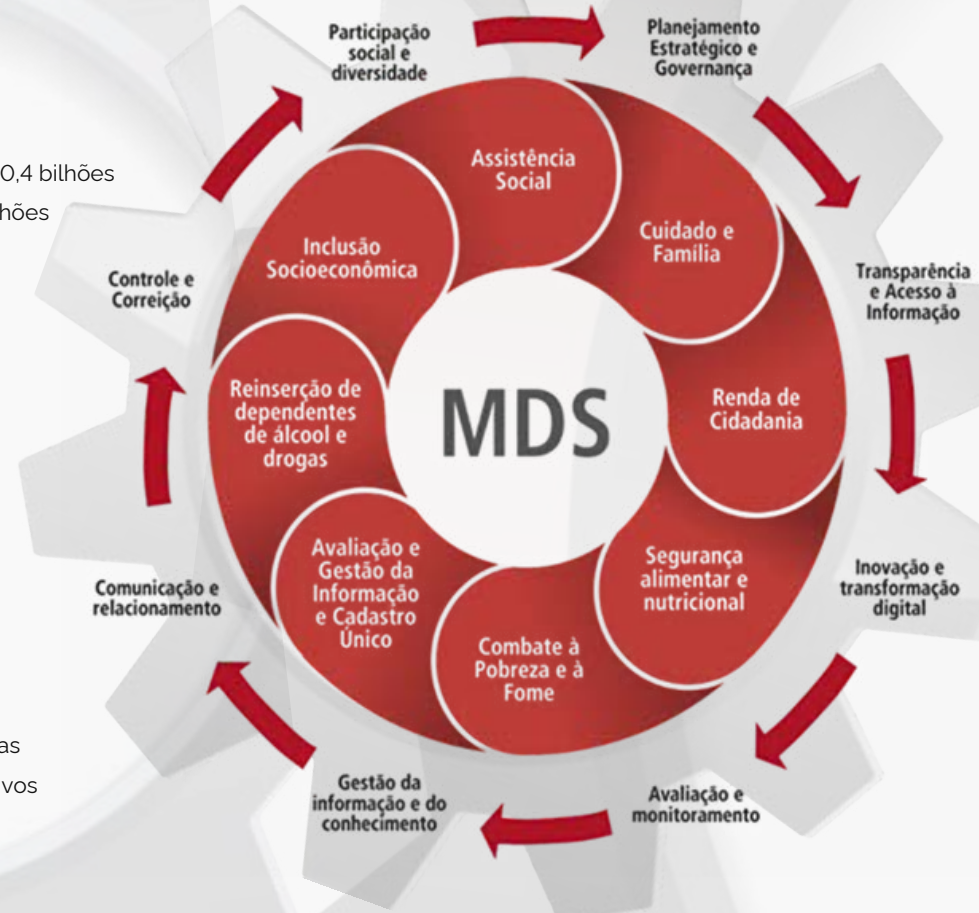 0,4 bilhões
hões
as
vos
Participação
social e
diversidade
Planejamento
Estratégico e
Governança
Transparência
e Acesso à
Informação
Inovação e
transformação
digital
Avaliação e
monitoramento
Gestão da
informação e do
conhecimento
Comunicação e
relacionamento
Controle e
Correição
Assistência
Social
Cuidado e
Família
Renda de
Cidadania
Segurança
alimentar e
nutricional
Combate à
Pobreza e à
Fome
Avaliação e
Gestão da
Informação
e Cadastro
Único
Reinserção de
dependentes
de álcool e
drogas
Inclusão
Socioeconômica
MDS